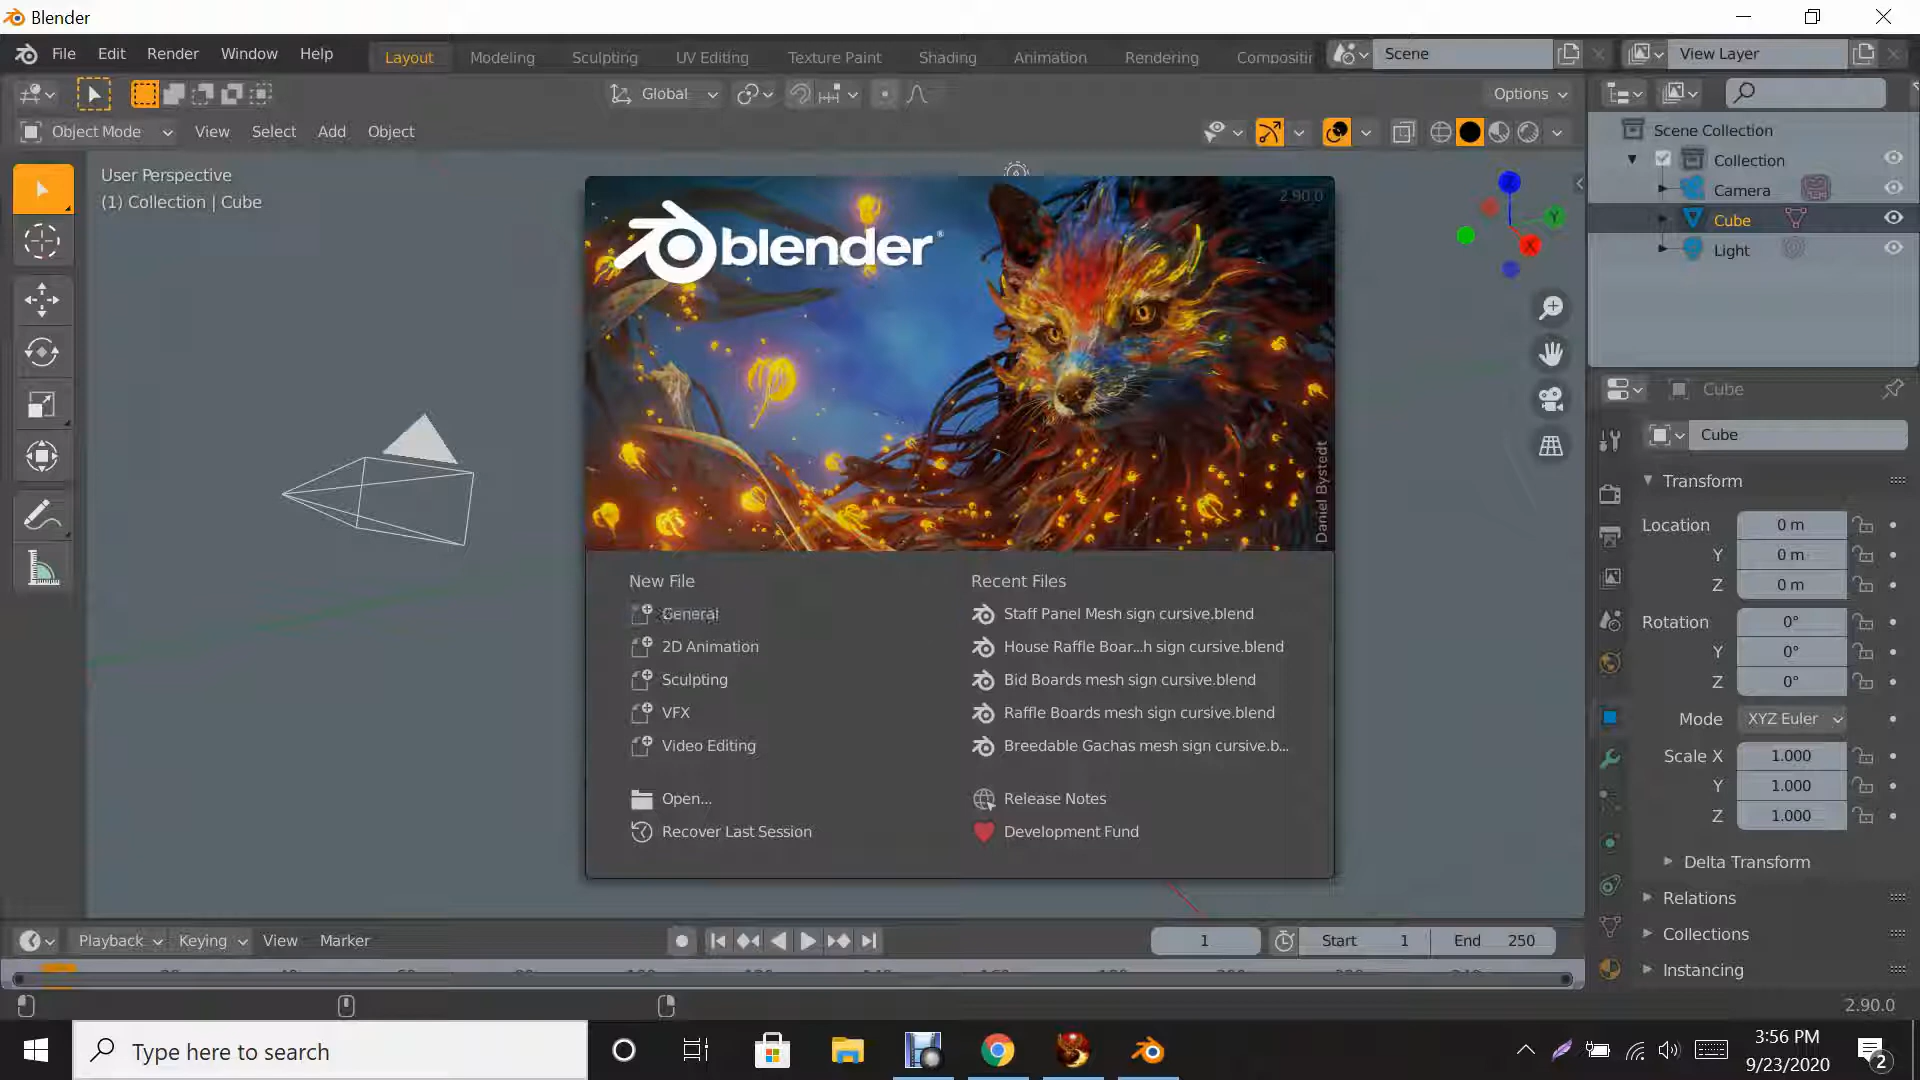 Blender
File Edit Render Window Help Layout Modeling Sculpting UV Editing Texture Paint Shading Animation Rendering Compositin Scene View Layer
Global Options
Object Mode View Select Add Object
User Perspective
(1) Collection | Cube
Z Y X
Scene Collection
Collection
Camera
Cube
Light
2.90.0
blender
Daniel Bystedt
New File
General
2D Animation
Sculpting
VFX
Video Editing
Open...
Recover Last Session
Recent Files
Staff Panel Mesh sign cursive.blend
House Raffle Boar...h sign cursive.blend
Bid Boards mesh sign cursive.blend
Raffle Boards mesh sign cursive.blend
Breedable Gachas mesh sign cursive.b...
Release Notes
Development Fund
Cube
Cube
Transform
Location 0 m
Y 0 m
Z 0 m
Rotation 0°
Y 0°
Z 0°
Mode XYZ Euler
Scale X 1.000
Y 1.000
Z 1.000
Delta Transform
Relations
Collections
Instancing
Playback Keying View Marker 1 Start 1 End 250
2.90.0
Type here to search
3:56 PM
9/23/2020
2